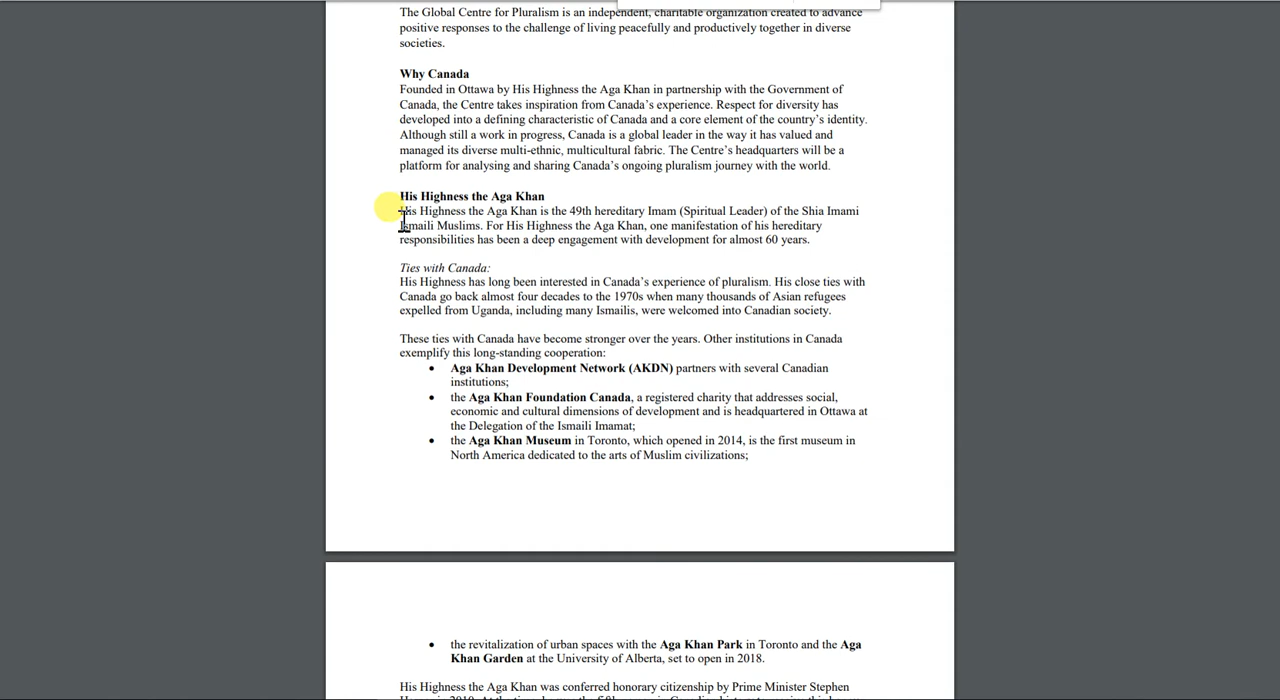 The Global Centre for Pluralism is an independent, charitable organization created to advance
positive responses to the challenge of living peacefully and productively together in diverse
societies.
Why Canada
Founded in Ottawa by His Highness the Aga Khan in partnership with the Government of
Canada, the Centre takes inspiration from Canada’s experience. Respect for diversity has
developed into a defining characteristic of Canada and a core element of the country’s identity.
Although still a work in progress, Canada is a global leader in the way it has valued and
managed its diverse multi-ethnic, multicultural fabric. The Centre’s headquarters will be a
platform for analysing and sharing Canada’s ongoing pluralism journey with the world.
His Highness the Aga Khan
His Highness the Aga Khan is the 49th hereditary Imam (Spiritual Leader) of the Shia Imami
Ismaili Muslims. For His Highness the Aga Khan, one manifestation of his hereditary
responsibilities has been a deep engagement with development for almost 60 years.
Ties with Canada:
His Highness has long been interested in Canada’s experience of pluralism. His close ties with
Canada go back almost four decades to the 1970s when many thousands of Asian refugees
expelled from Uganda, including many Ismailis, were welcomed into Canadian society.
These ties with Canada have become stronger over the years. Other institutions in Canada
exemplify this long-standing cooperation:
• Aga Khan Development Network (AKDN) partners with several Canadian
institutions;
• the Aga Khan Foundation Canada, a registered charity that addresses social,
economic and cultural dimensions of development and is headquartered in Ottawa at
the Delegation of the Ismaili Imamat;
• the Aga Khan Museum in Toronto, which opened in 2014, is the first museum in
North America dedicated to the arts of Muslim civilizations;
• the revitalization of urban spaces with the Aga Khan Park in Toronto and the Aga
Khan Garden at the University of Alberta, set to open in 2018.
His Highness the Aga Khan was conferred honorary citizenship by Prime Minister Stephen